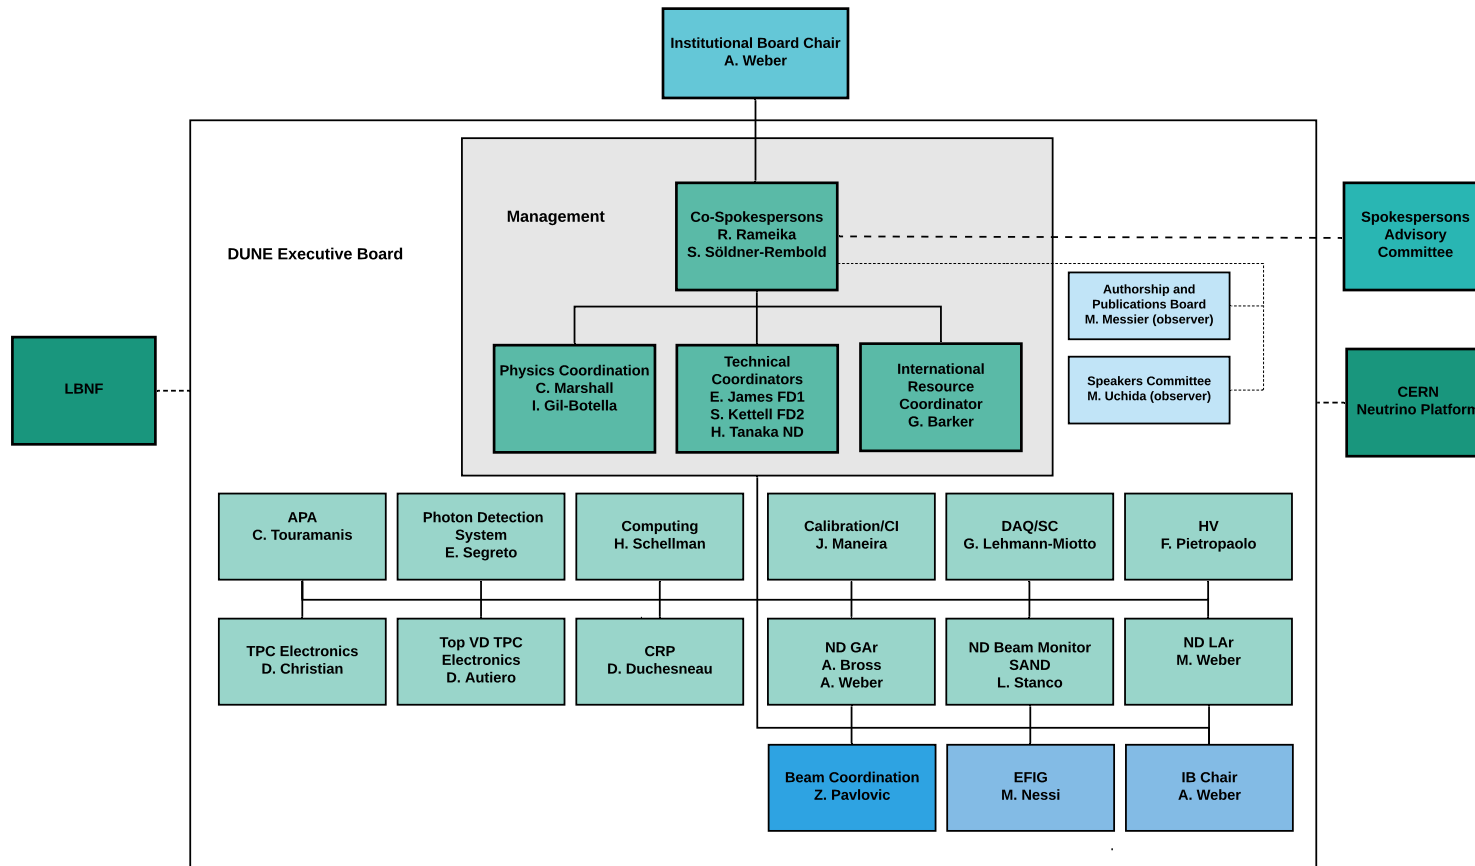 Institutional Board Chair
A. Weber
Management
Co-Spokespersons
R. Rameika
S. Söldner-Rembold
Spokespersons
Advisory
Committee
DUNE Executive Board
Authorship and
Publications Board
M. Messier (observer)
LBNF
Physics Coordination
C. Marshall
I. Gil-Botella
Technical
Coordinators
E. James FD1
S. Kettell FD2
H. Tanaka ND
International
Resource
Coordinator
G. Barker
Speakers Committee
M. Uchida (observer)
CERN
Neutrino Platform
APA
C. Touramanis
Photon Detection
System
E. Segreto
Computing
H. Schellman
Calibration/CI
J. Maneira
DAQ/SC
G. Lehmann-Miotto
HV
F. Pietropaolo
TPC Electronics
D. Christian
Top VD TPC
Electronics
D. Autiero
CRP
D. Duchesneau
ND GAr
A. Bross
A. Weber
ND Beam Monitor
SAND
L. Stanco
ND LAr
M. Weber
Beam Coordination
Z. Pavlovic
EFIG
M. Nessi
IB Chair
A. Weber